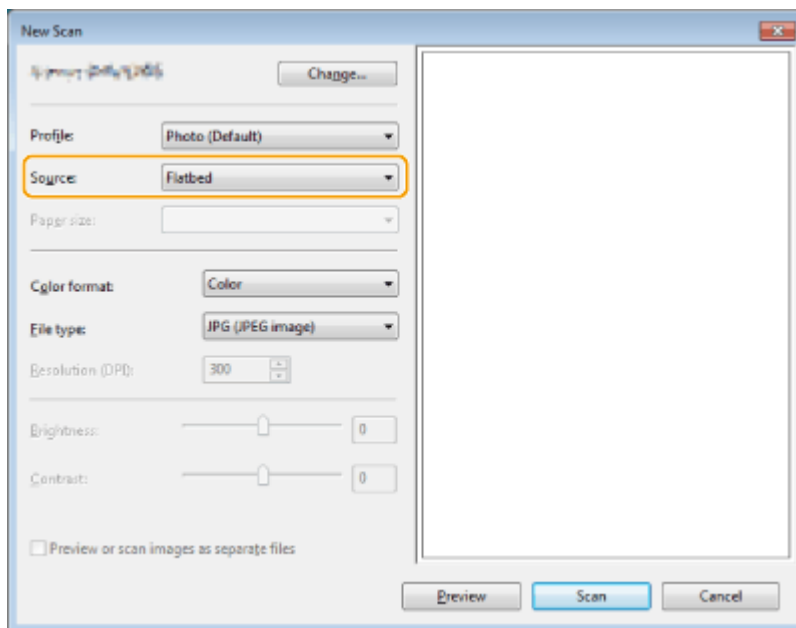 New Scan
Change...
Profile: Photo (Default)
Source: Flatbed
Paper size:
Color format: Color
File type: JPG (JPEG image)
Resolution (DPI): 300
Brightness: 0
Contrast: 0
Preview or scan images as separate files
Preview Scan Cancel